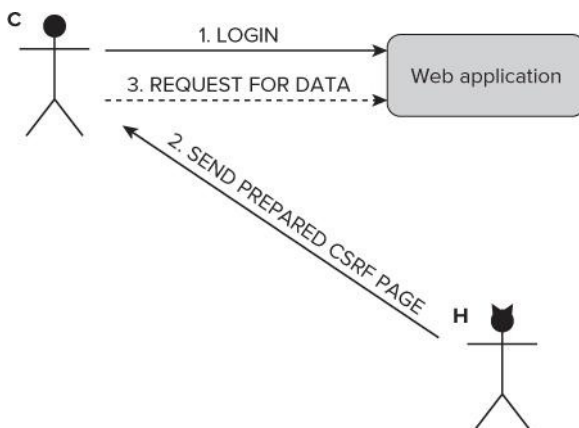 C
1. LOGIN
3. REQUEST FOR DATA
Web application
2. SEND PREPARED CSRF PAGE
H